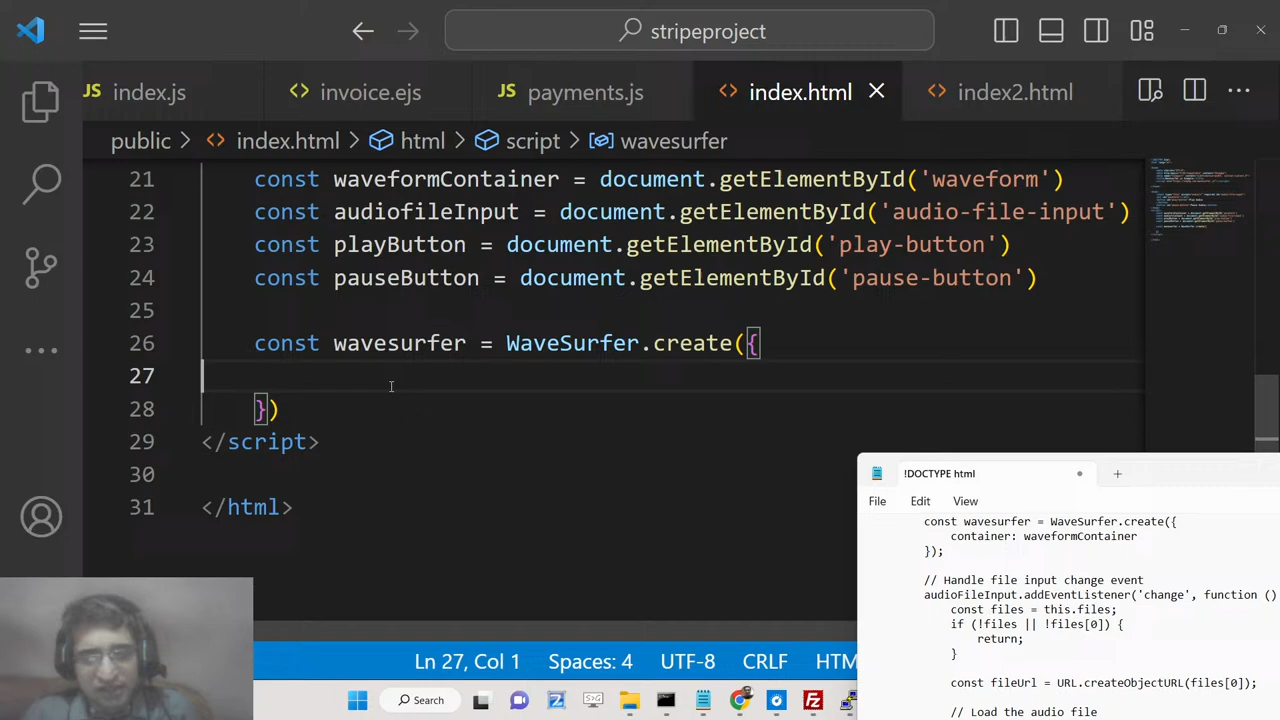 stripeproject
JS index.js
<> invoice.ejs
JS payments.js
<> index.html
<> index2.html
public > <> index.html > html > script > wavesurfer
21 const waveformContainer = document.getElementById('waveform')
22 const audiofileInput = document.getElementById('audio-file-input')
23 const playButton = document.getElementById('play-button')
24 const pauseButton = document.getElementById('pause-button')
25
26 const wavesurfer = WaveSurfer.create({
27
28 })
29 </script>
30
31 </html>
!DOCTYPE html
File Edit View
const wavesurfer = WaveSurfer.create({
container: waveformContainer
});
// Handle file input change event
audioFileInput.addEventListener('change', function ()
const files = this.files;
if (!files || !files[0]) {
return;
}
const fileUrl = URL.createObjectURL(files[0]);
// Load the audio file
Ln 27, Col 1 Spaces: 4 UTF-8 CRLF HTM
Search